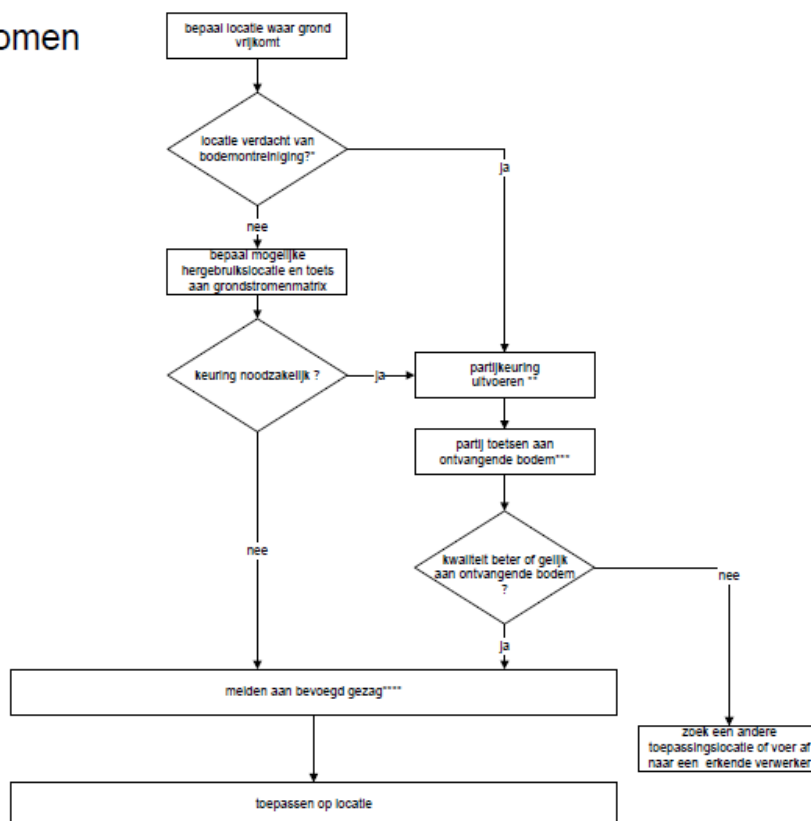 omen
bepaal locatie waar grond
vrijkomt
locatie verdacht van
bodemontreiniging?*
ja
nee
bepaal mogelijke
hergebruikslocatie en toets
aan grondstromenmatrix
keuring noodzakelijk ?
ja
partijkeuring
uitvoeren **
partij toetsen aan
ontvangende bodem***
nee
kwaliteit beter of gelijk
aan ontvangende bodem
?
nee
ja
melden aan bevoegd gezag****
zoek een andere
toepassingslocatie of voer af
naar een erkende verwerker
toepassen op locatie